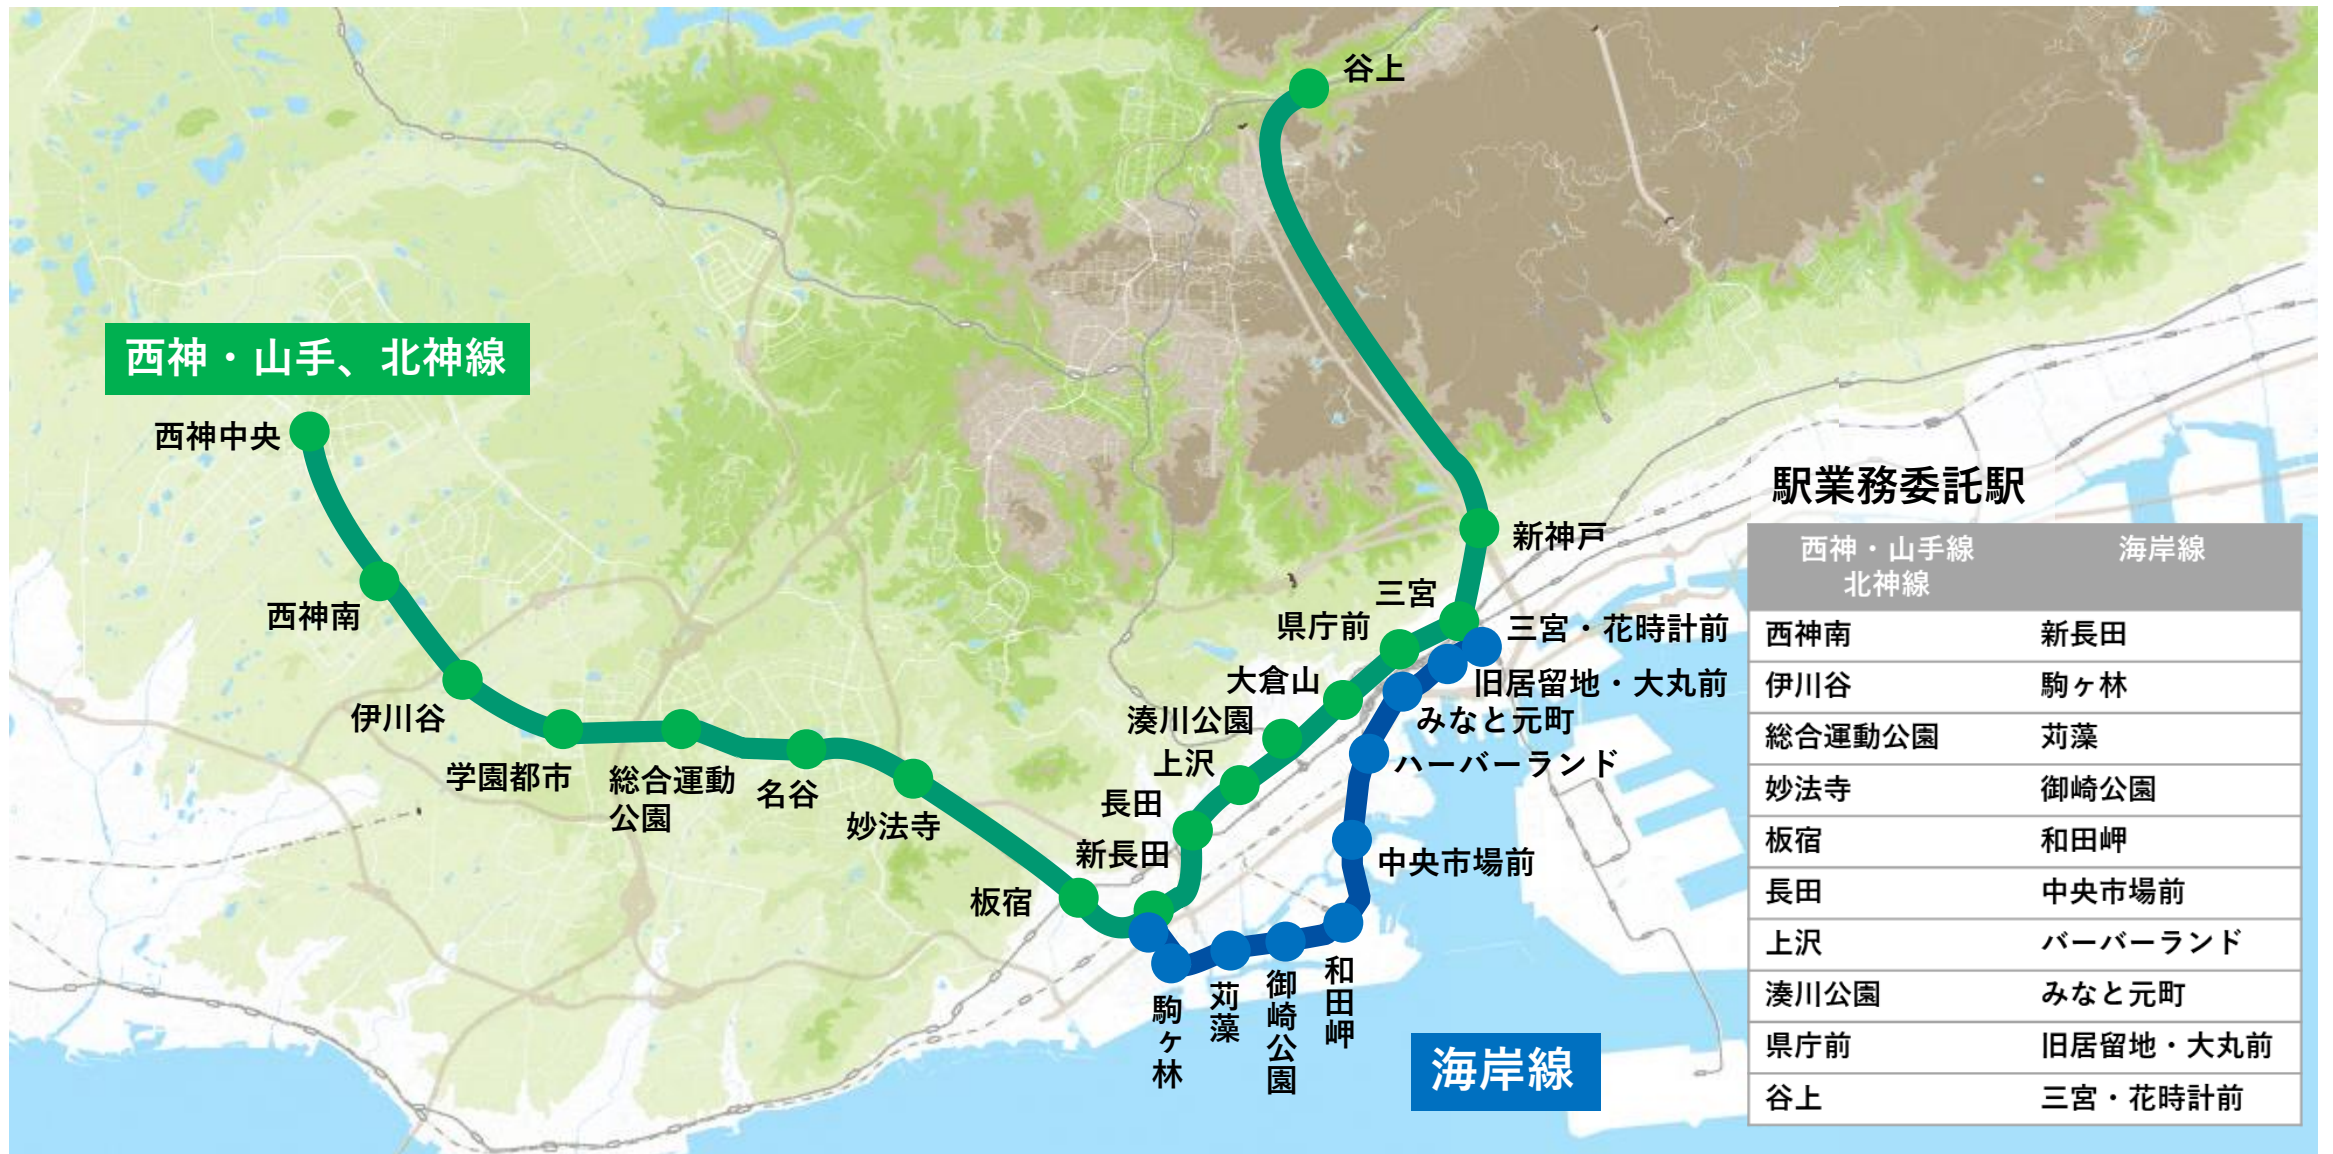 谷上
西神・山手、北神線
西神中央
西神南
伊川谷
学園都市
総合運動
公園
名谷
妙法寺
板宿
新長田
長田
上沢
湊川公園
大倉山
県庁前
三宮
新神戸
三宮・花時計前
旧居留地・大丸前
みなと元町
ハーバーランド
中央市場前
和田岬
御崎公園
苅藻
駒ヶ林
海岸線
駅業務委託駅
西神・山手線 海岸線
北神線
西神南 新長田
伊川谷 駒ヶ林
総合運動公園 苅藻
妙法寺 御崎公園
板宿 和田岬
長田 中央市場前
上沢 バーバーランド
湊川公園 みなと元町
県庁前 旧居留地・大丸前
谷上 三宮・花時計前